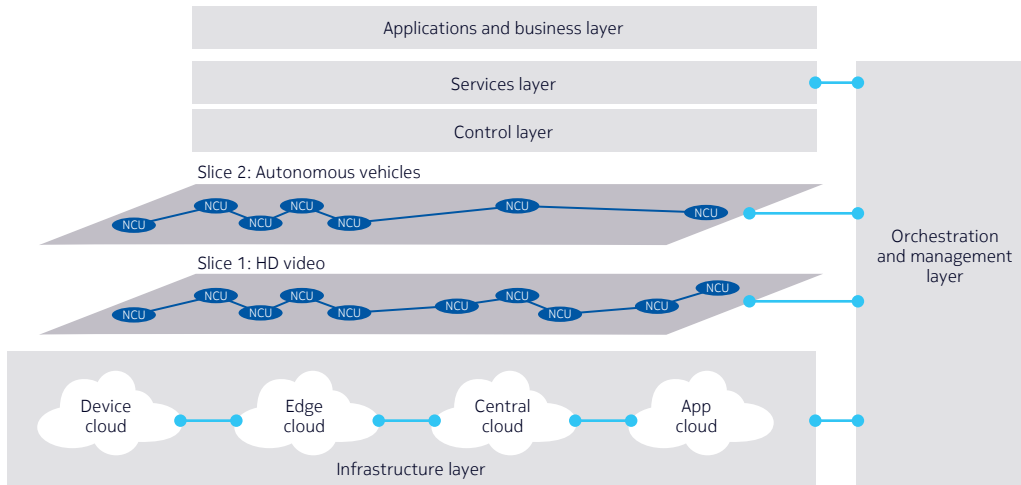 Applications and business layer
Services layer
Control layer
Slice 2: Autonomous vehicles
NCU
NCU
NCU
NCU
NCU
NCU
NCU
Slice 1: HD video
NCU
NCU
NCU
NCU
NCU
NCU
NCU
NCU
NCU
NCU
Device
cloud
Edge
cloud
Central
cloud
App
cloud
Infrastructure layer
Orchestration
and management
layer